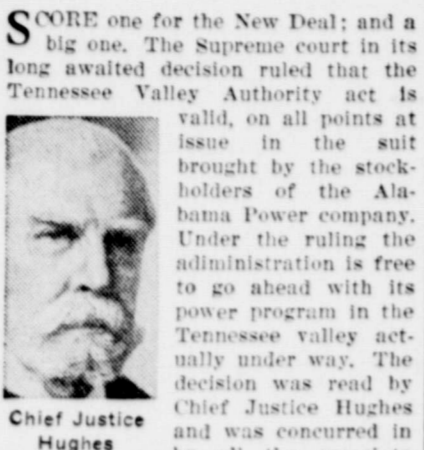 SCORE one for the New Deal; and a
big one. The Supreme court in its
long awaited decision ruled that the
Tennessee Valley Authority act is
valid, on all points at
issue in the suit
brought by the stock-
holders of the Ala-
bama Power company.
Under the ruling the
adiministration is free
to go ahead with its
power program in the
Tennessee valley act-
ually under way. The
decision was read by
Chief Justice Hughes
and was concurred in
Chief Justice
Hughes